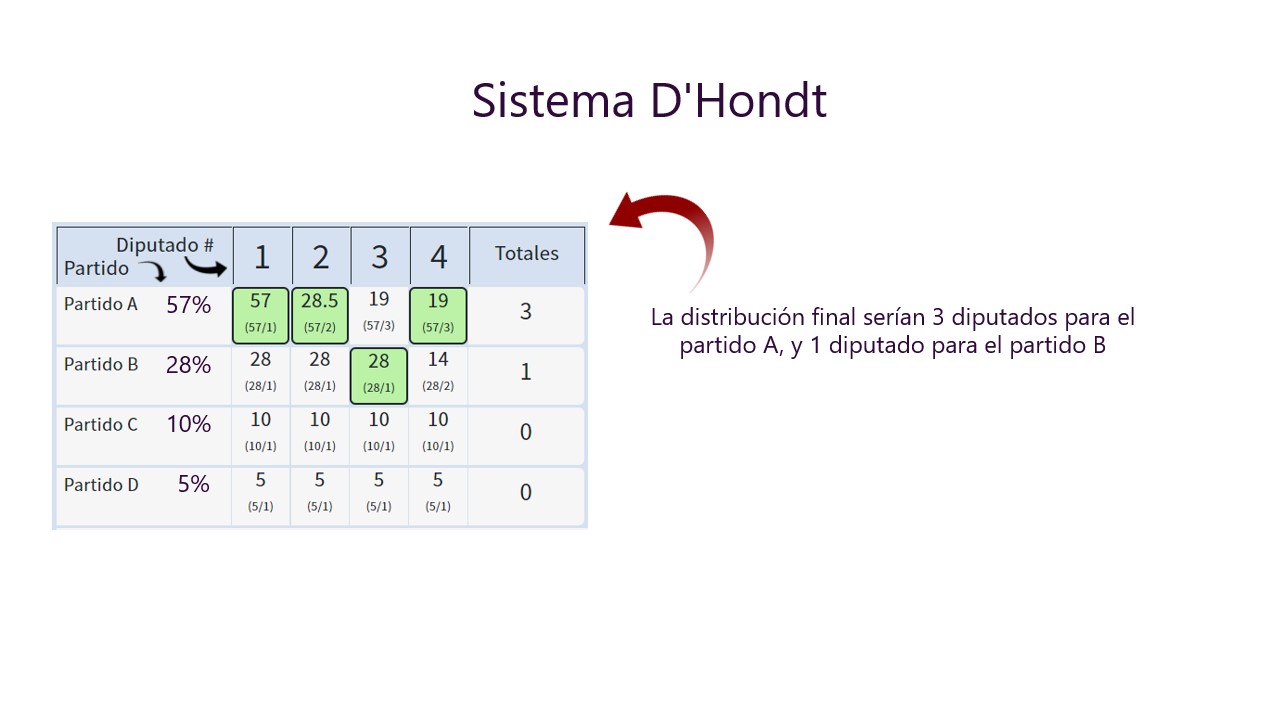 Sistema D'Hondt
Diputado # 1 2 3 4 Totales
Partido
Partido A 57% 57 28.5 19 19 3
(57/1) (57/2) (57/3) (57/3)
Partido B 28% 28 28 28 14 1
(28/1) (28/1) (28/1) (28/2)
Partido C 10% 10 10 10 10 0
(10/1) (10/1) (10/1) (10/1)
Partido D 5% 5 5 5 5 0
(5/1) (5/1) (5/1) (5/1)
La distribución final serían 3 diputados para el
partido A, y 1 diputado para el partido B